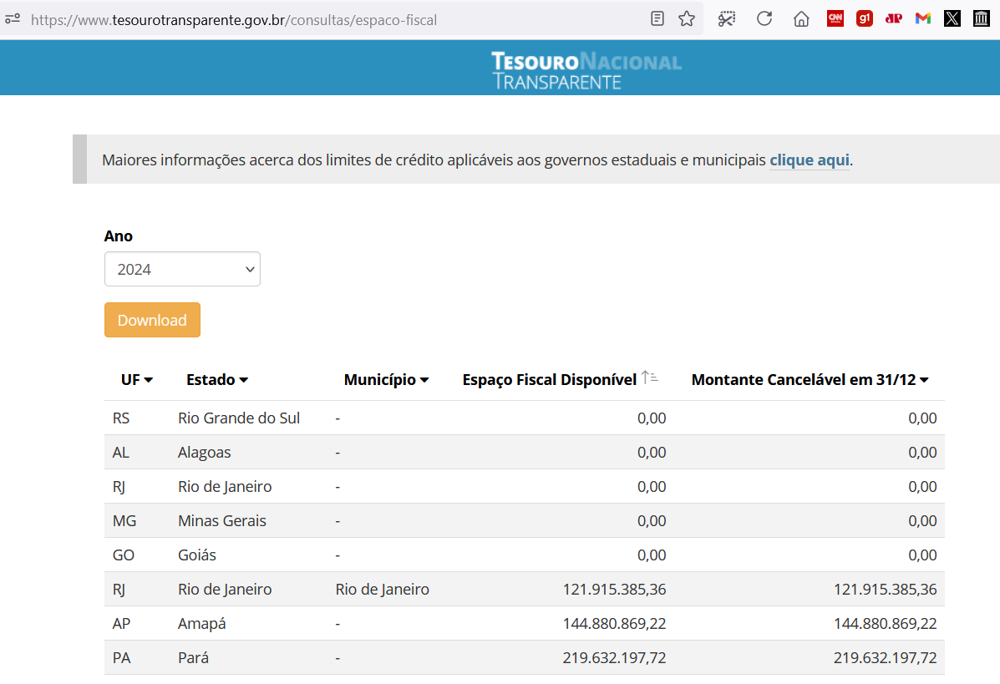 https://www.tesourotransparente.gov.br/consultas/espaco-fiscal
CNN BRASIL g1 JP M X
TESOURO NACIONAL
TRANSPARENTE
Maiores informações acerca dos limites de crédito aplicáveis aos governos estaduais e municipais clique aqui.
Ano
2024
Download
UF Estado Município Espaço Fiscal Disponível Montante Cancelável em 31/12
RS Rio Grande do Sul - 0,00 0,00
AL Alagoas - 0,00 0,00
RJ Rio de Janeiro - 0,00 0,00
MG Minas Gerais - 0,00 0,00
GO Goiás - 0,00 0,00
RJ Rio de Janeiro Rio de Janeiro 121.915.385,36 121.915.385,36
AP Amapá - 144.880.869,22 144.880.869,22
PA Pará - 219.632.197,72 219.632.197,72